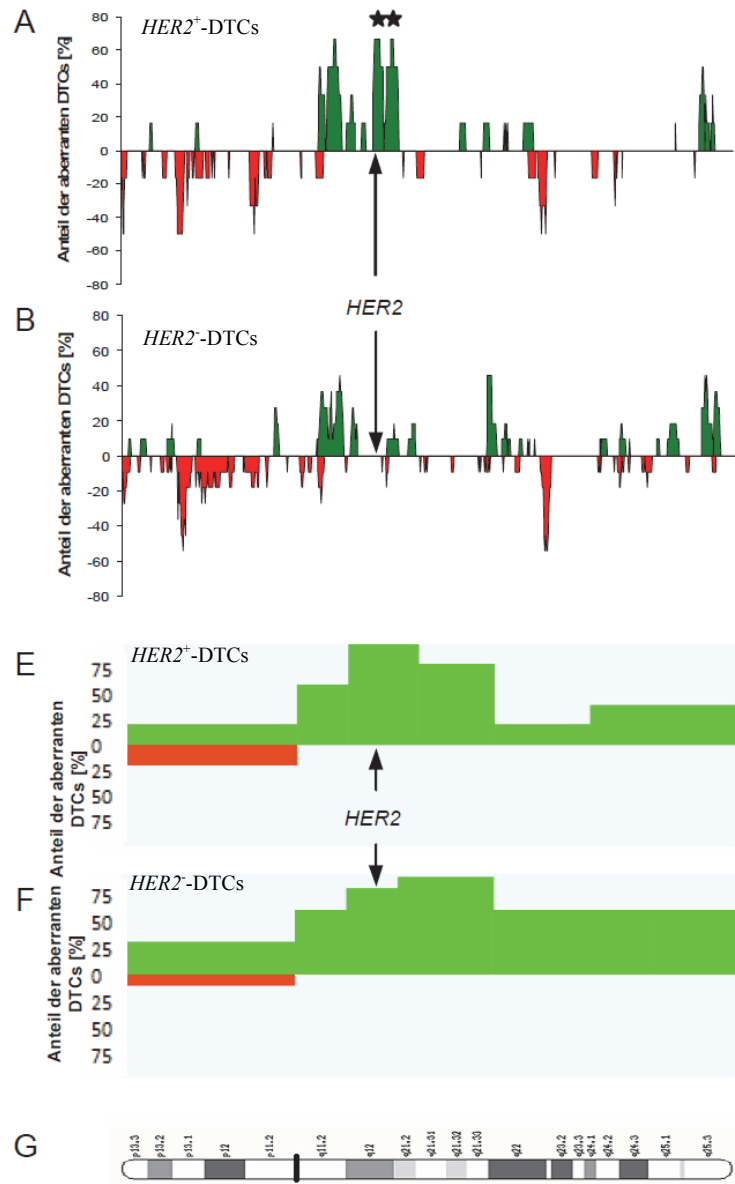 A
HER2+-DTCs
★★
Anteil der aberranten DTCs [%]
80
60
40
20
0
-20
-40
-60
-80
HER2
B
HER2--DTCs
Anteil der aberranten DTCs [%]
80
60
40
20
0
-20
-40
-60
-80
E
HER2+-DTCs
Anteil der aberranten
DTCs [%]
75
50
25
0
25
50
75
HER2
F
HER2--DTCs
Anteil der aberranten
DTCs [%]
75
50
25
0
25
50
75
G
p13.3 p13.2 p13.1 p12 p11.2 q11.2 q12 q21.2 q21.31 q21.32 q21.33 q22 q23.2 q23.3 q24.1 q24.2 q24.3 q25.1 q25.3